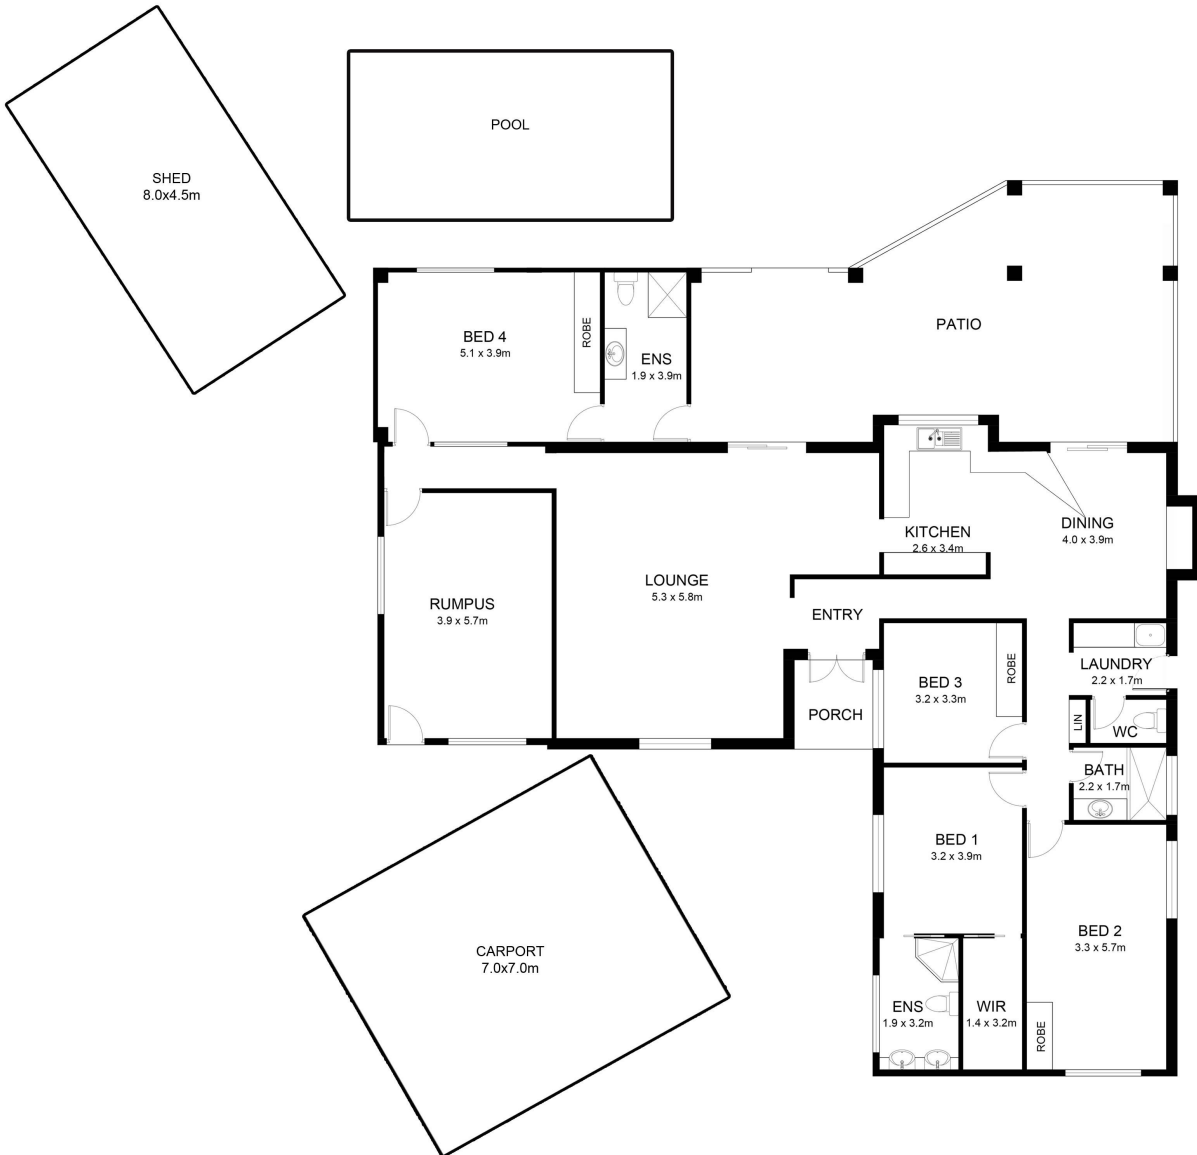 POOL
SHED
8.0x4.5m
PATIO
BED 4
5.1 x 3.9m
ROBE
ENS
1.9 x 3.9m
KITCHEN
2.6 x 3.4m
DINING
4.0 x 3.9m
LOUNGE
5.3 x 5.8m
RUMPUS
3.9 x 5.7m
ENTRY
PORCH
BED 3
3.2 x 3.3m
ROBE
LAUNDRY
2.2 x 1.7m
LIN
WC
BATH
2.2 x 1.7m
BED 1
3.2 x 3.9m
BED 2
3.3 x 5.7m
ROBE
ENS
1.9 x 3.2m
WIR
1.4 x 3.2m
CARPORT
7.0x7.0m